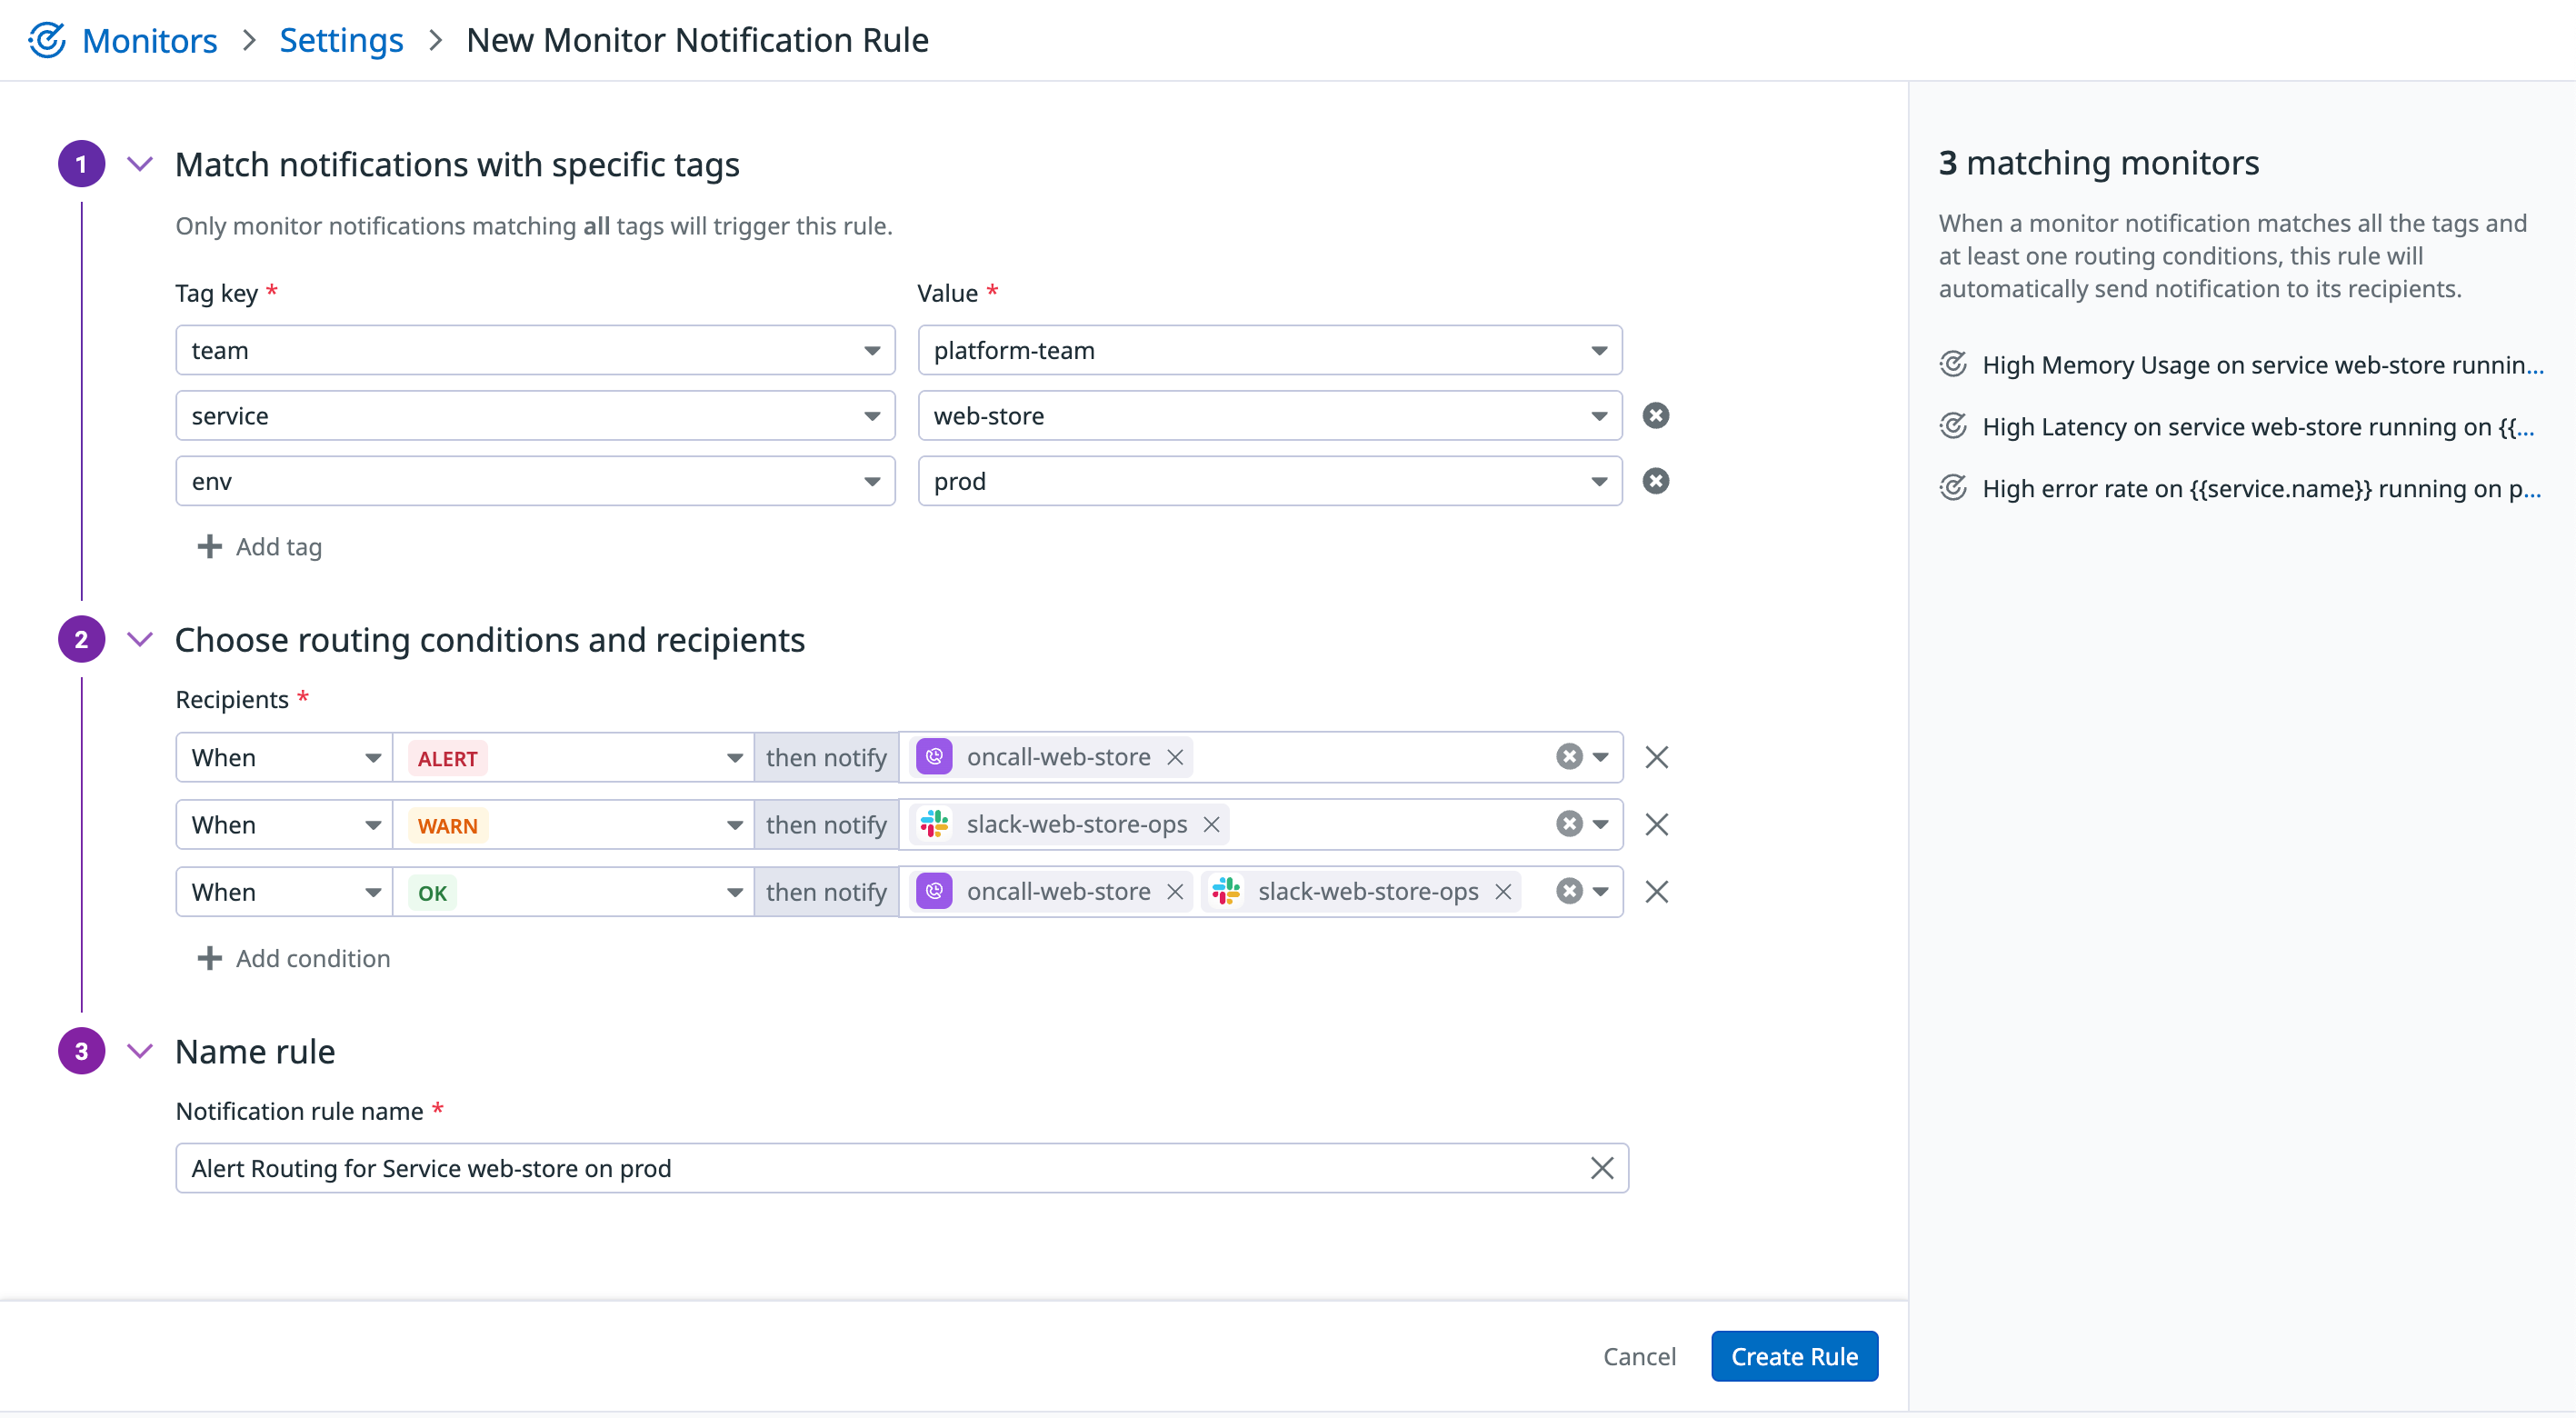 Monitors > Settings > New Monitor Notification Rule
1 Match notifications with specific tags
Only monitor notifications matching all tags will trigger this rule.
Tag key * Value *
team platform-team
service web-store
env prod
Add tag
2 Choose routing conditions and recipients
Recipients *
When ALERT then notify oncall-web-store
When WARN then notify slack-web-store-ops
When OK then notify oncall-web-store slack-web-store-ops
Add condition
3 Name rule
Notification rule name *
Alert Routing for Service web-store on prod
Cancel Create Rule
3 matching monitors
When a monitor notification matches all the tags and
at least one routing conditions, this rule will
automatically send notification to its recipients.
High Memory Usage on service web-store runnin...
High Latency on service web-store running on {{...
High error rate on {{service.name}} running on p...